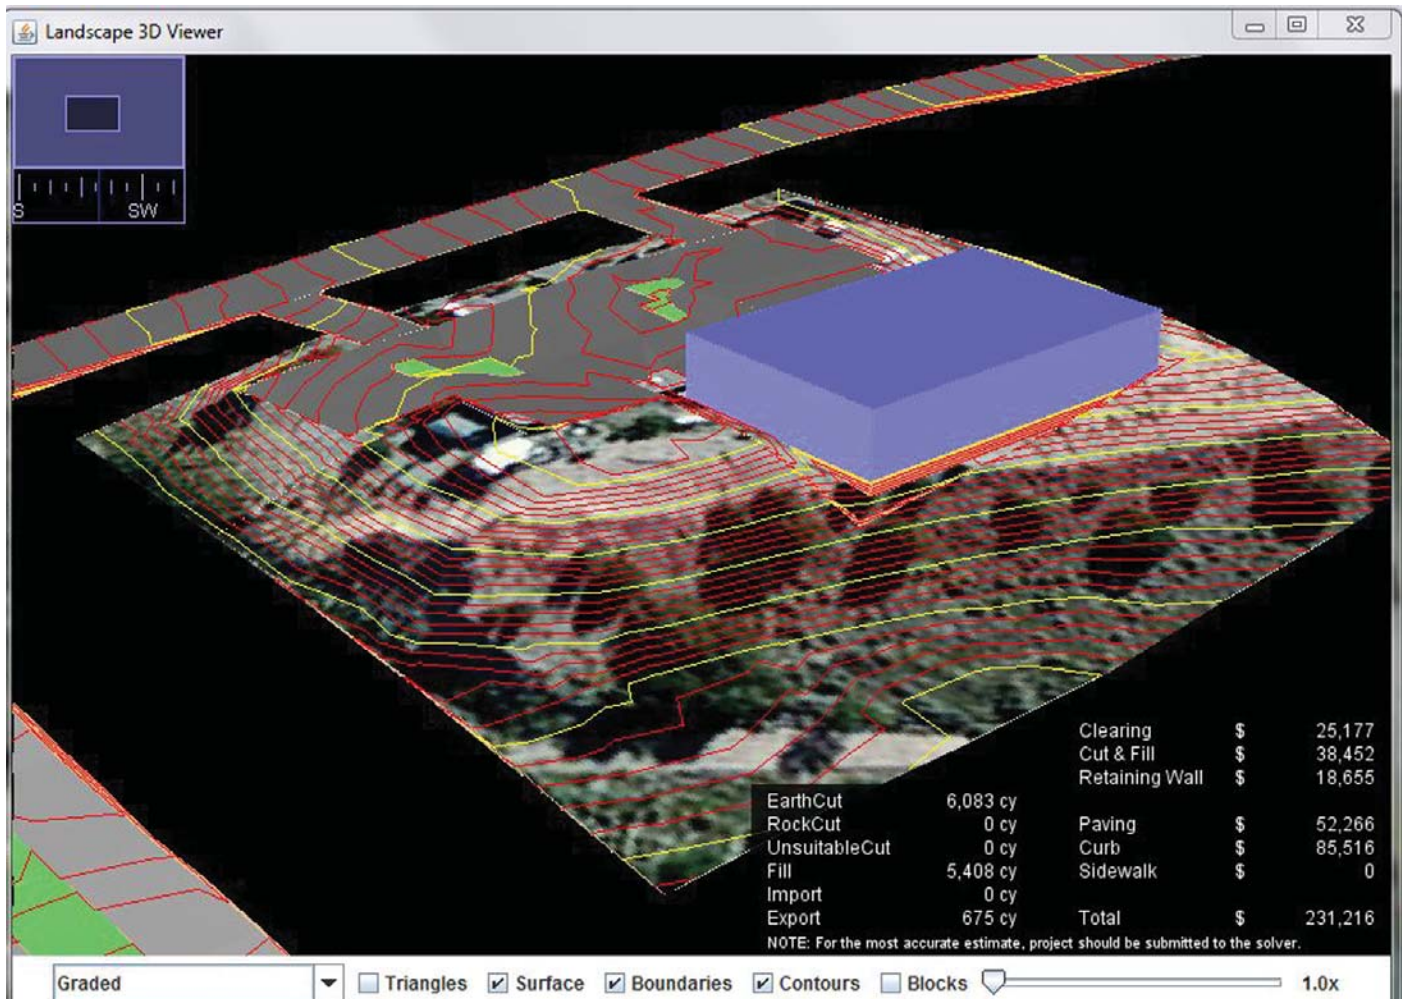 Landscape 3D Viewer
S SW
Clearing $ 25,177
Cut & Fill $ 38,452
Retaining Wall $ 18,655
EarthCut 6,083 cy
RockCut 0 cy Paving $ 52,266
UnsuitableCut 0 cy Curb $ 85,516
Fill 5,408 cy Sidewalk $ 0
Import 0 cy
Export 675 cy Total $ 231,216
NOTE: For the most accurate estimate, project should be submitted to the solver.
Graded Triangles Surface Boundaries Contours Blocks 1.0x